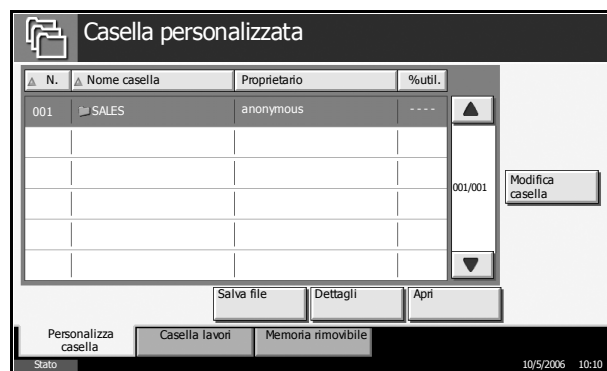 Casella personalizzata
N. Nome casella Proprietario %util.
001 SALES anonymous ----
001/001
Modifica
casella
Salva file Dettagli Apri
Personalizza
casella
Casella lavori Memoria rimovibile
Stato 10/5/2006 10:10